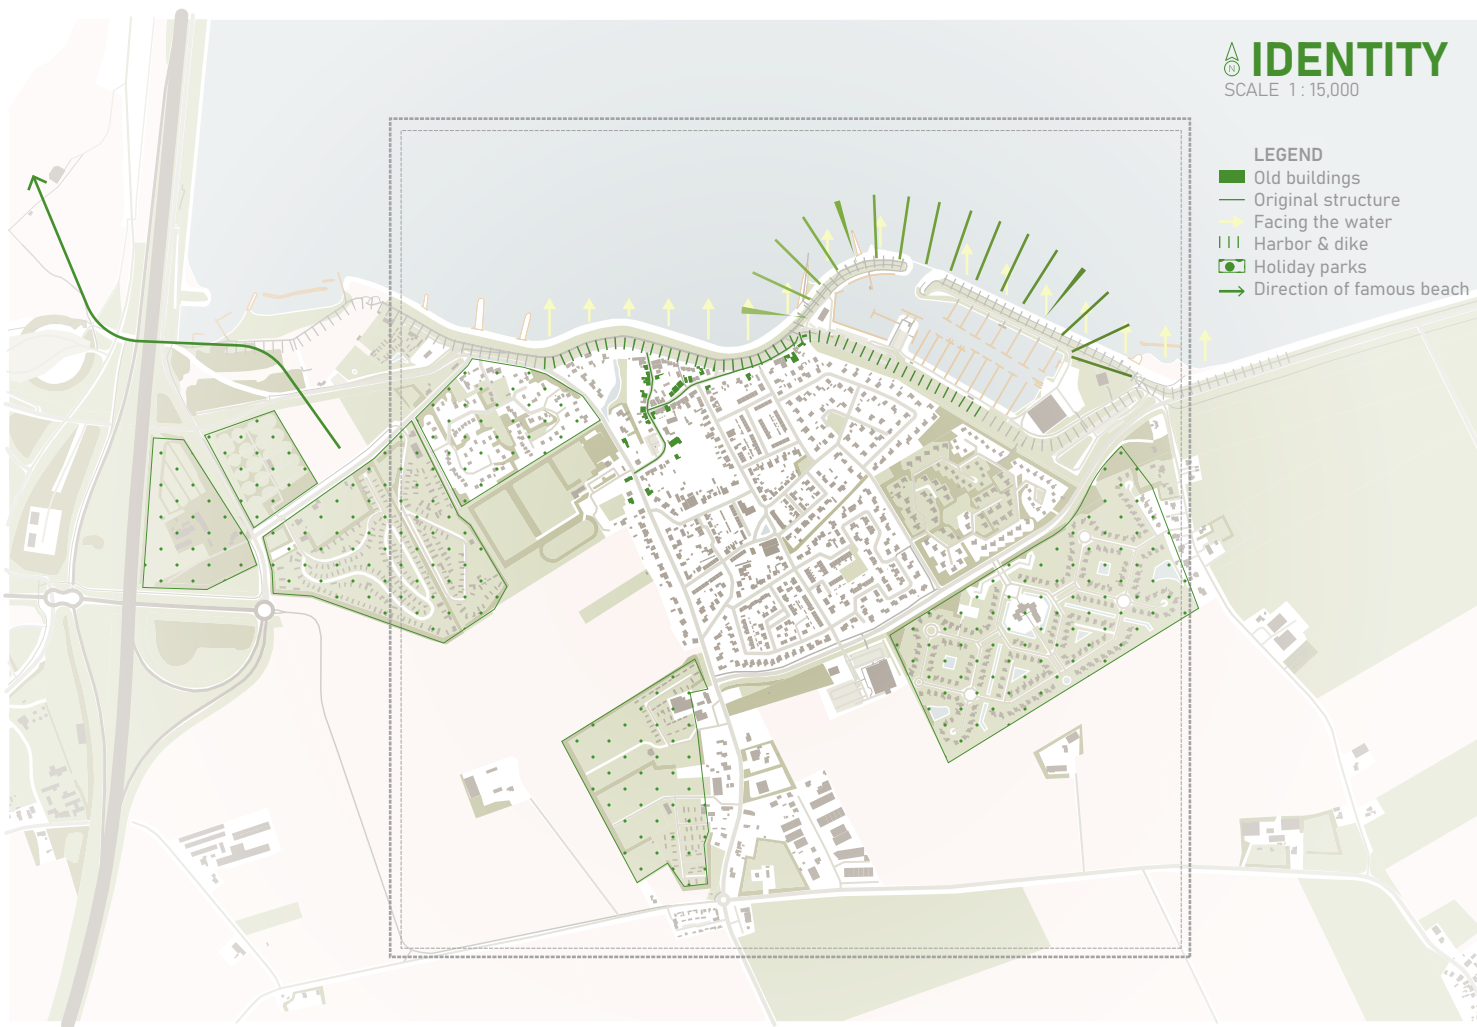 IDENTITY
N
SCALE 1 : 15,000
LEGEND
Old buildings
Original structure
Facing the water
Harbor & dike
Holiday parks
Direction of famous beach